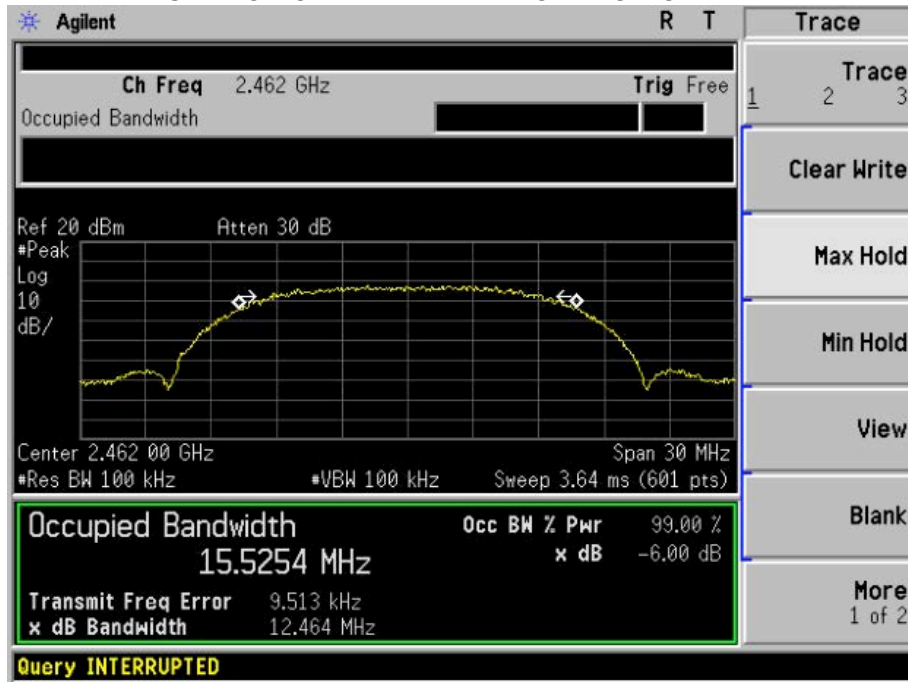 Agilent R T Trace
Ch Freq 2.462 GHz Trig Free
Occupied Bandwidth
Trace
1 2 3
Clear Write
Max Hold
Min Hold
View
Blank
More
1 of 2
Ref 20 dBm Atten 30 dB
#Peak
Log
10
dB/
Center 2.462 00 GHz Span 30 MHz
#Res BW 100 kHz #VBW 100 kHz Sweep 3.64 ms (601 pts)
Occupied Bandwidth Occ BW % Pwr 99.00 %
15.5254 MHz x dB -6.00 dB
Transmit Freq Error 9.513 kHz
x dB Bandwidth 12.464 MHz
Query INTERRUPTED